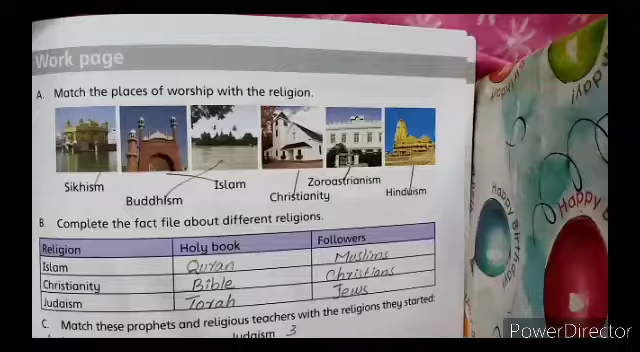 Work page
A. Match the places of worship with the religion.
Sikhism
Buddhism
Islam
Christianity
Zoroastrianism
Hinduism
B. Complete the fact file about different religions.
Religion Holy book Followers
Islam Quran Muslims
Christianity Bible Christians
Judaism Torah Jews
C. Match these prophets and religious teachers with the religions they started.
Judaism 3
Happy
Happy Birthday
Happy
PowerDirector